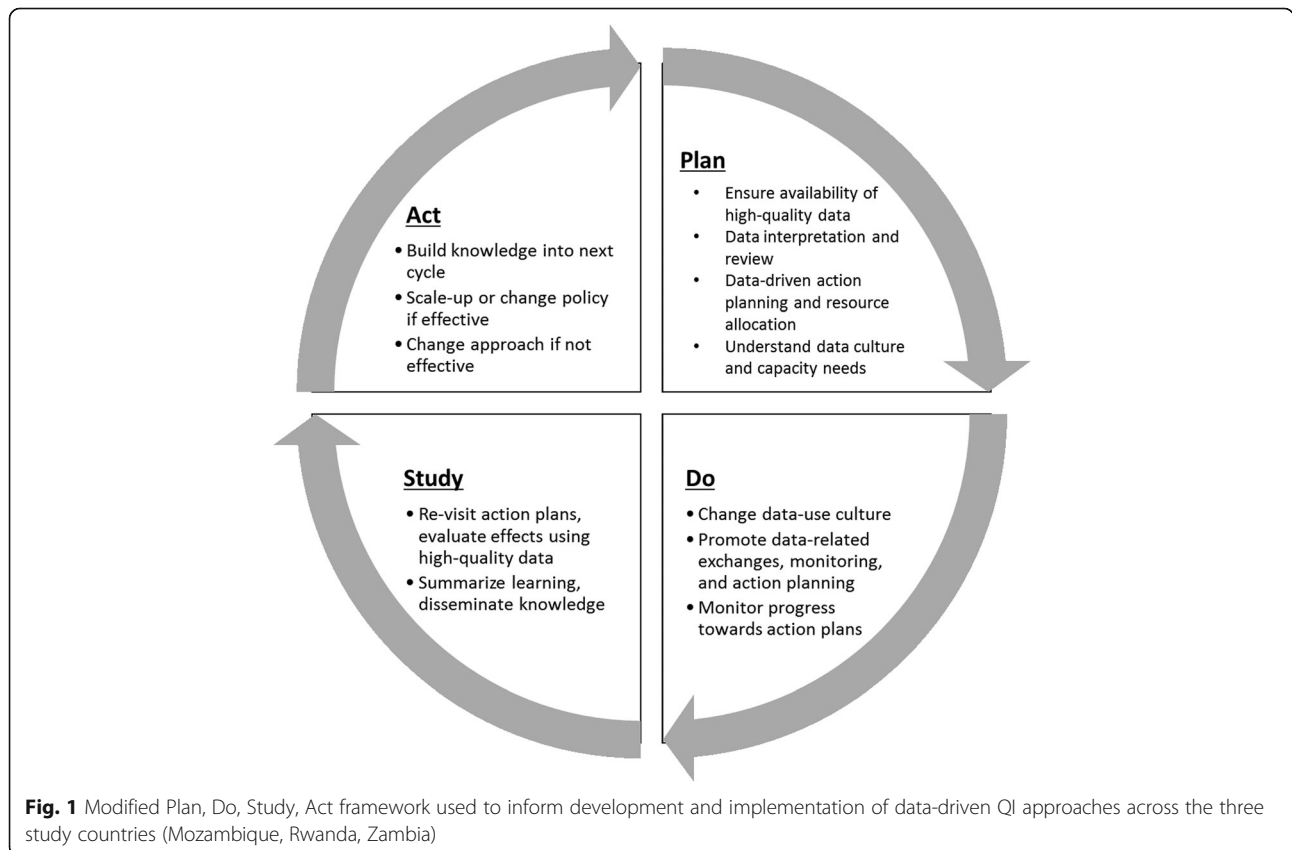 Plan
• Ensure availability of
high-quality data
• Data interpretation and
review
• Data-driven action
planning and resource
allocation
• Understand data culture
and capacity needs
Act
• Build knowledge into next
cycle
• Scale-up or change policy
if effective
• Change approach if not
effective
Study
• Re-visit action plans,
evaluate effects using
high-quality data
• Summarize learning,
disseminate knowledge
Do
• Change data-use culture
• Promote data-related
exchanges, monitoring,
and action planning
• Monitor progress
towards action plans
Fig. 1 Modified Plan, Do, Study, Act framework used to inform development and implementation of data-driven QI approaches across the three
study countries (Mozambique, Rwanda, Zambia)